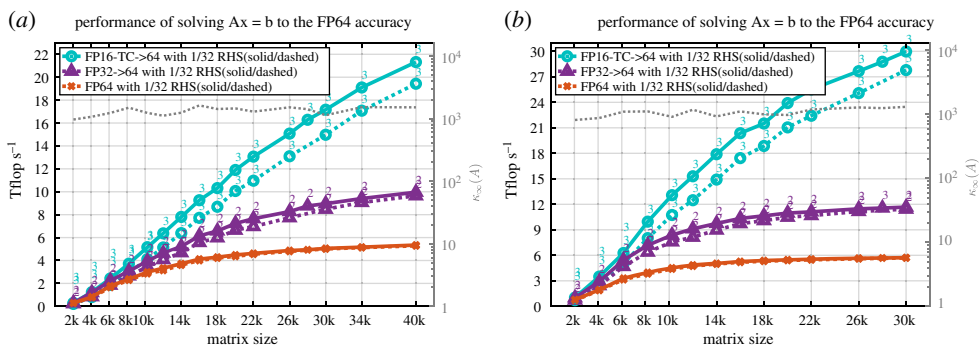 (a) performance of solving Ax = b to the FP64 accuracy
22
20
18
16
14
12
10
8
6
4
2
0
Tflop s⁻¹
FP16-TC->64 with 1/32 RHS(solid/dashed)
FP32->64 with 1/32 RHS(solid/dashed)
FP64 with 1/32 RHS(solid/dashed)
10⁴
10³
10²
10
1
κ∞(A)
2k 4k 6k 8k 10k 14k 18k 22k 26k 30k 34k 40k
matrix size
(b) performance of solving Ax = b to the FP64 accuracy
30
27
24
21
18
15
12
9
6
3
0
Tflop s⁻¹
FP16-TC->64 with 1/32 RHS(solid/dashed)
FP32->64 with 1/32 RHS(solid/dashed)
FP64 with 1/32 RHS(solid/dashed)
10⁴
10³
10²
10
1
κ∞(A)
2k 4k 6k 8k 10k 14k 18k 22k 26k 30k
matrix size